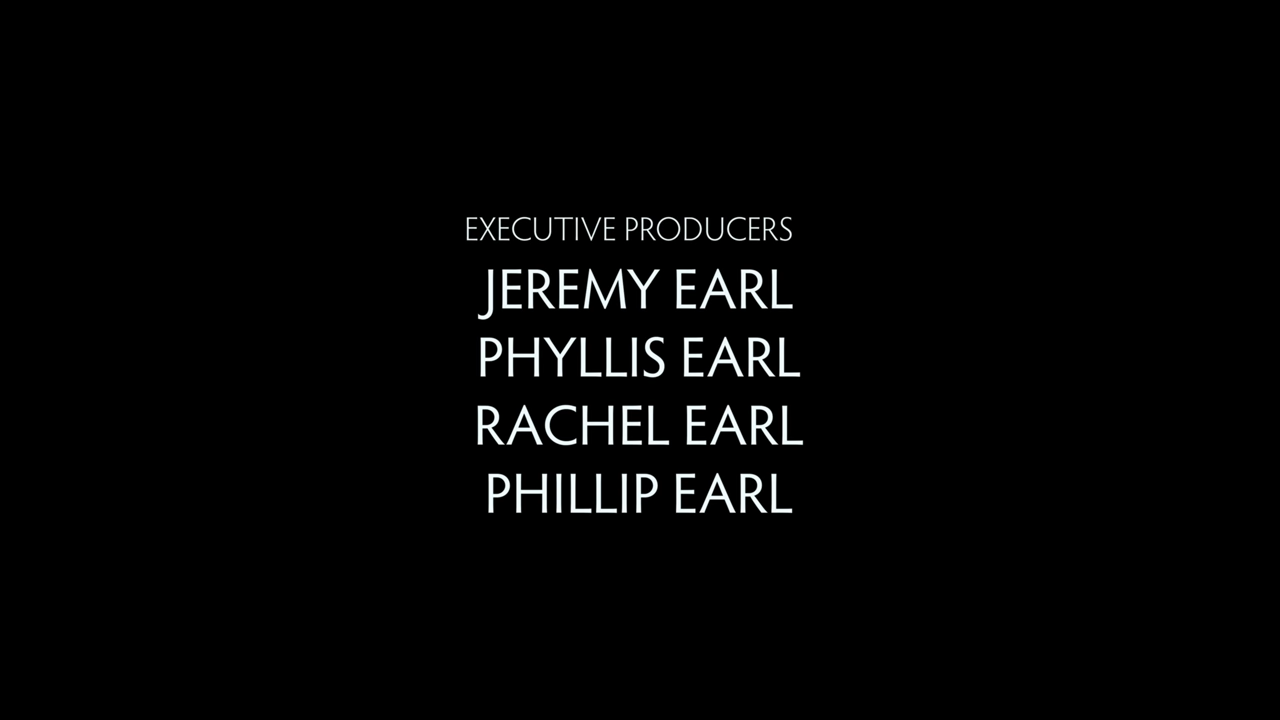 EXECUTIVE PRODUCERS
JEREMY EARL
PHYLLIS EARL
RACHEL EARL
PHILLIP EARL